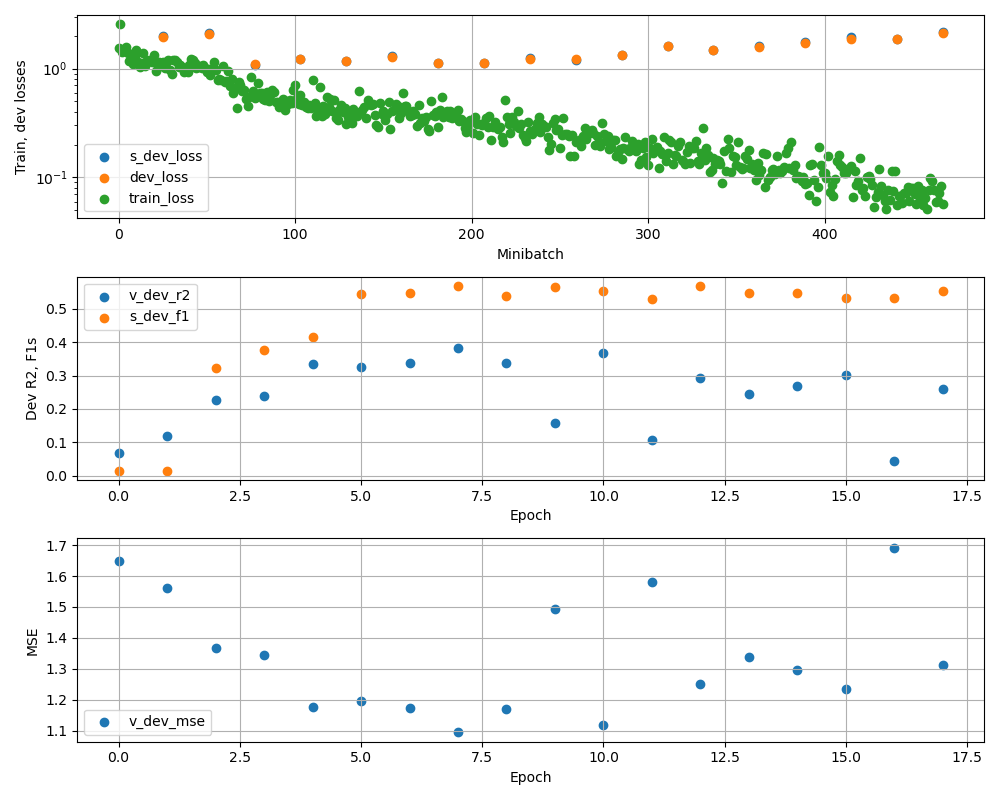 Train, dev losses
10⁰
10⁻¹
s_dev_loss
dev_loss
train_loss
0 100 200 300 400
Minibatch
Dev R2, F1s
0.5
0.4
0.3
0.2
0.1
0.0
v_dev_r2
s_dev_f1
0.0 2.5 5.0 7.5 10.0 12.5 15.0 17.5
Epoch
MSE
1.7
1.6
1.5
1.4
1.3
1.2
1.1
v_dev_mse
0.0 2.5 5.0 7.5 10.0 12.5 15.0 17.5
Epoch